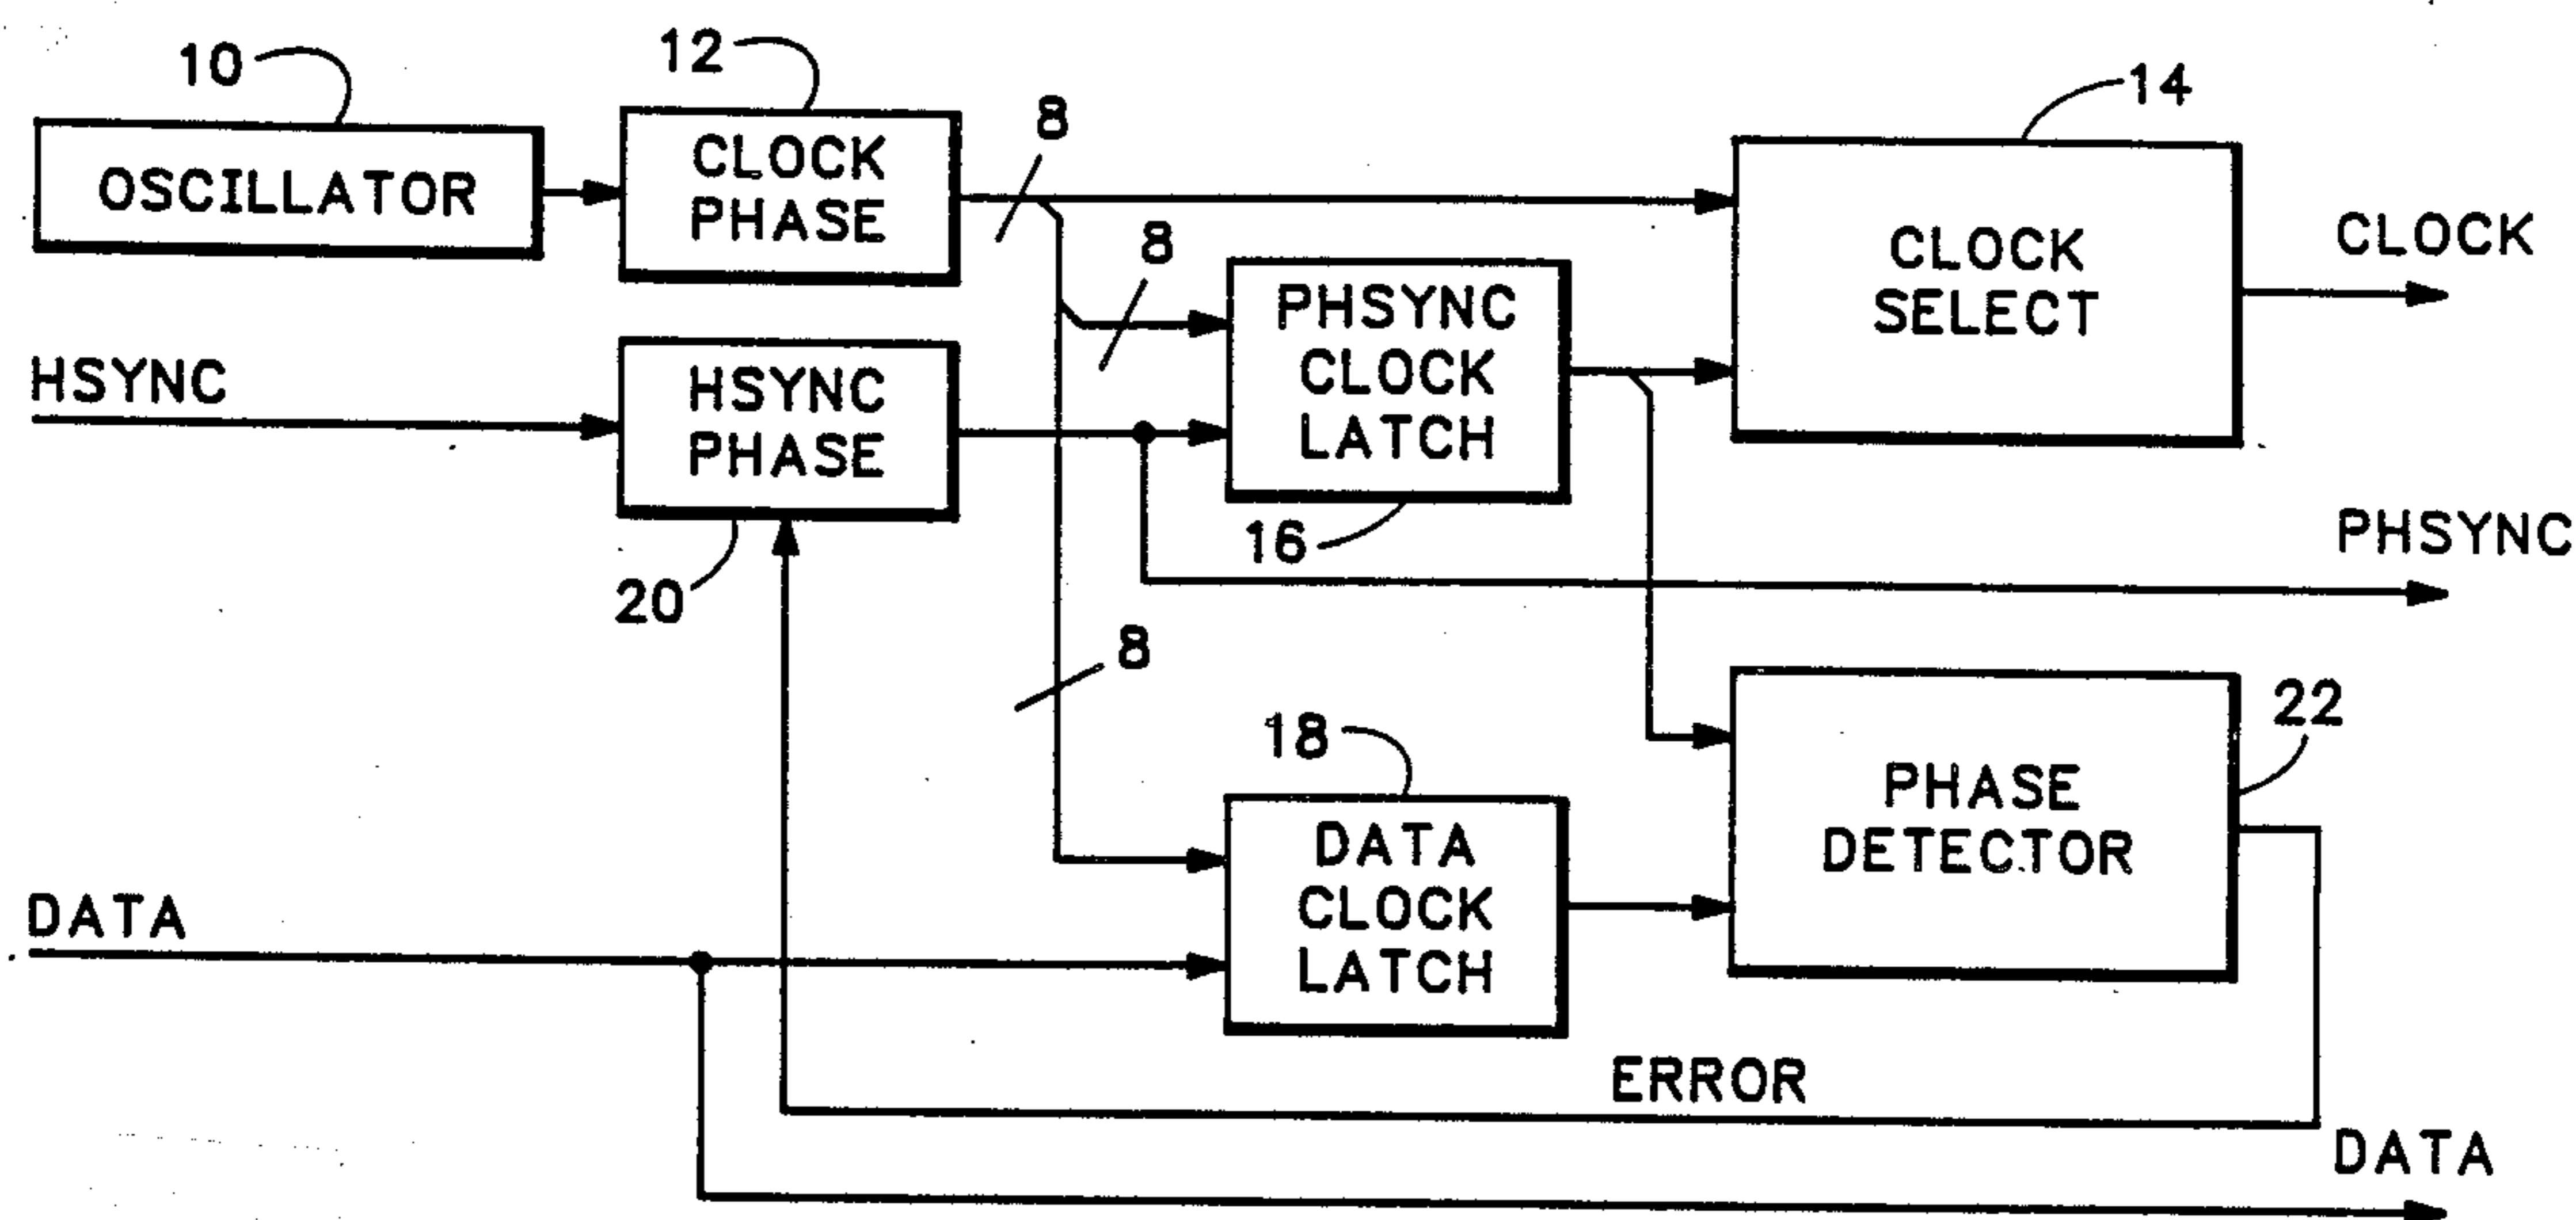 10
12
14
8
OSCILLATOR
CLOCK
PHASE
8
CLOCK
SELECT
CLOCK
HSYNC
HSYNC
PHASE
PHSYNC
CLOCK
LATCH
16
PHSYNC
20
8
18
22
PHASE
DETECTOR
DATA
CLOCK
LATCH
DATA
ERROR
DATA